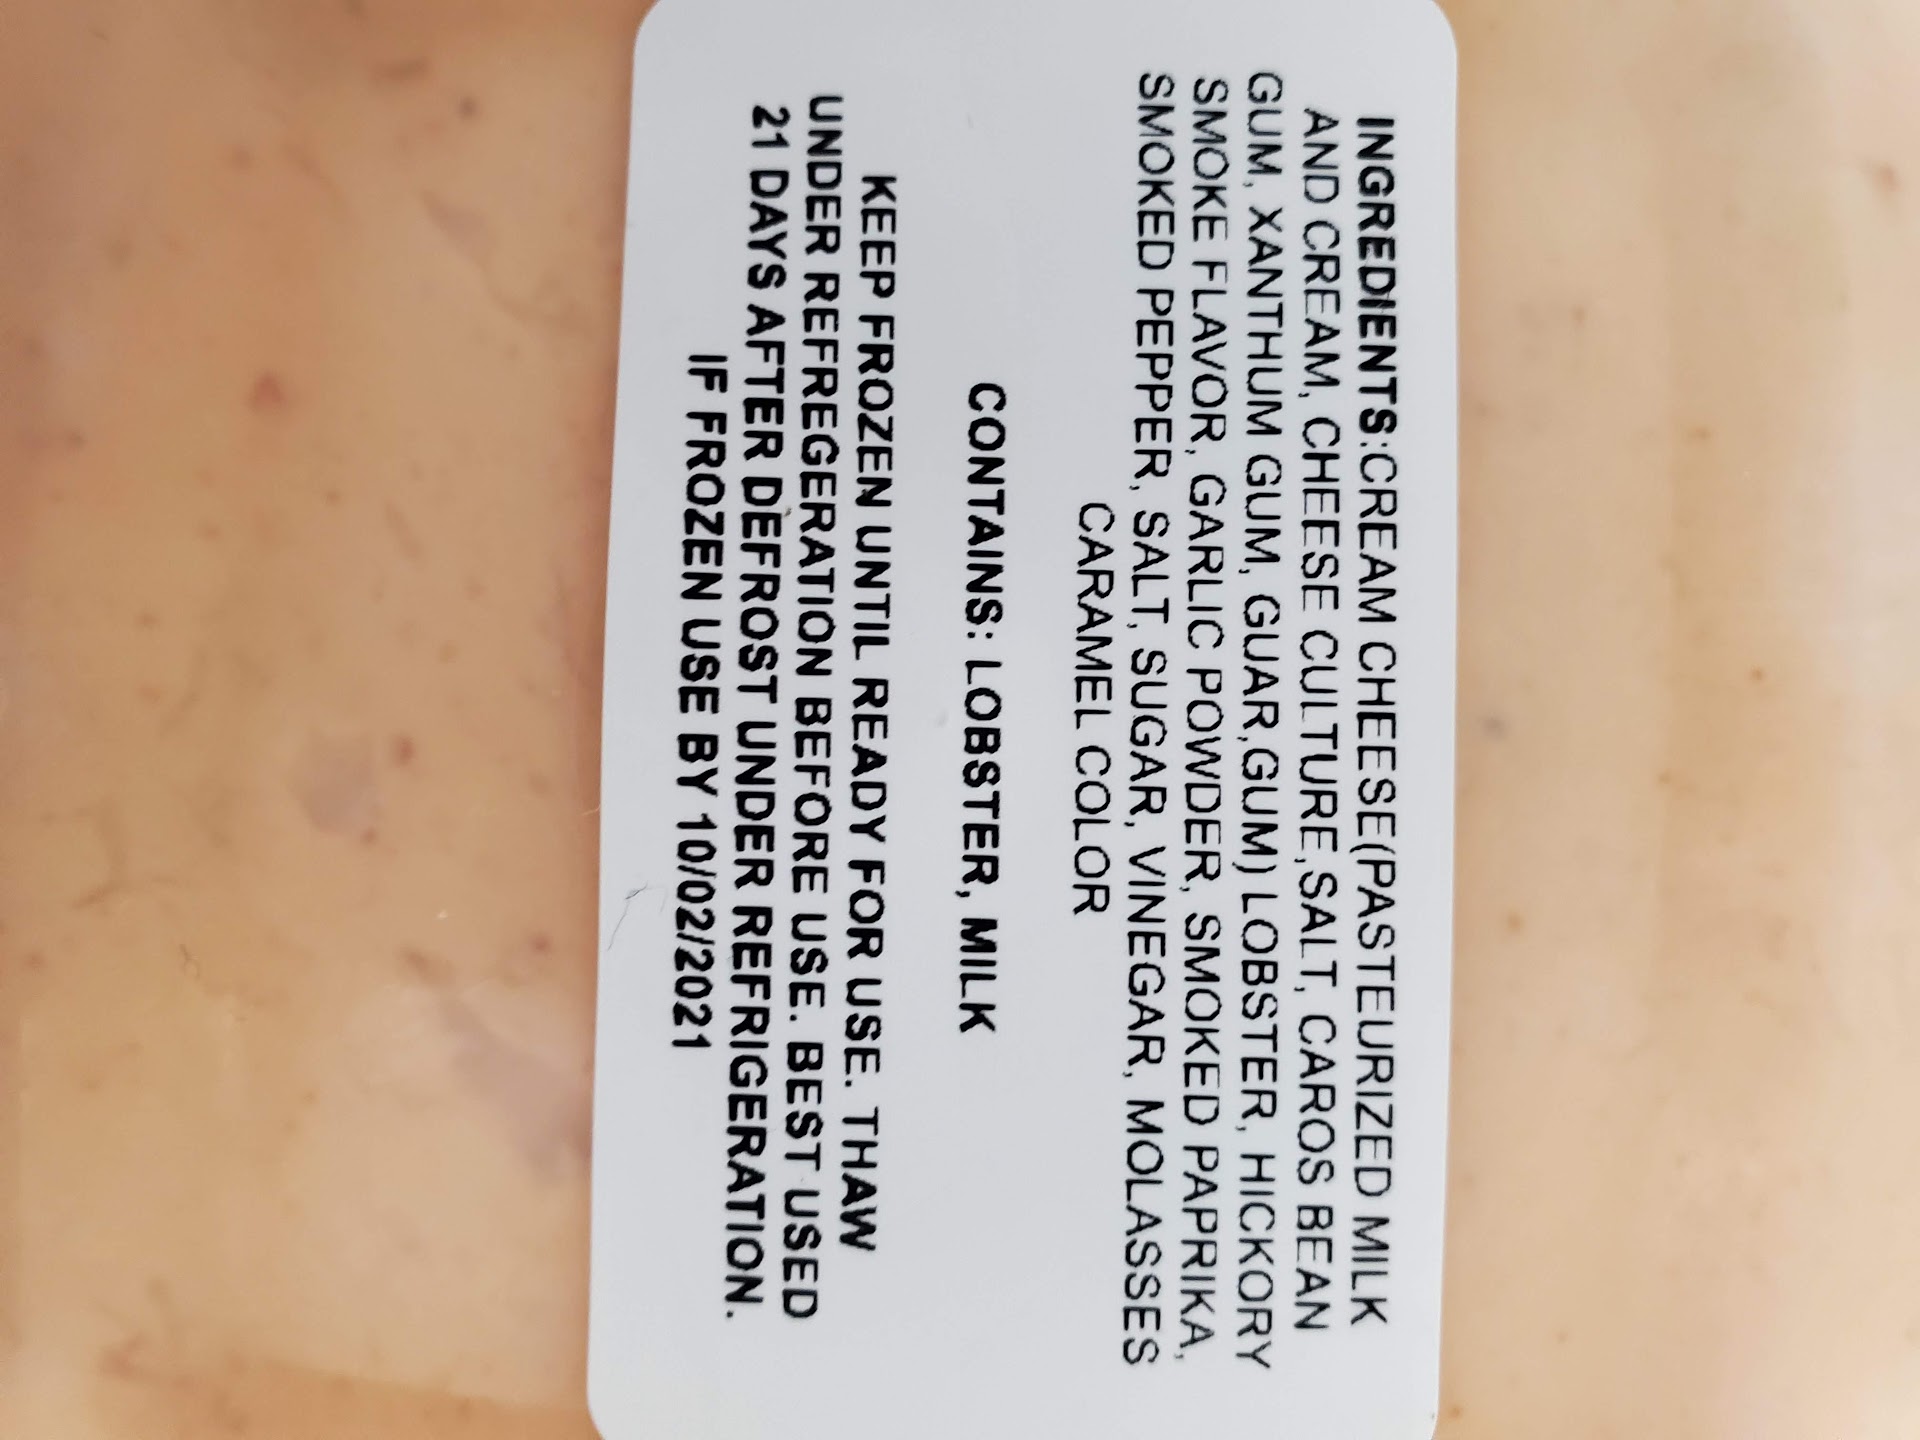 INGREDIENTS:CREAM CHEESE(PASTEURIZED MILK
AND CREAM, CHEESE CULTURE,SALT, CAROS BEAN
GUM, XANTHUM GUM, GUAR,GUM) LOBSTER, HICKORY
SMOKE FLAVOR, GARLIC POWDER, SMOKED PAPRIKA,
SMOKED PEPPER, SALT, SUGAR, VINEGAR, MOLASSES
CARAMEL COLOR
CONTAINS: LOBSTER, MILK
KEEP FROZEN UNTIL READY FOR USE. THAW
UNDER REFREGERATION BEFORE USE. BEST USED
21 DAYS AFTER DEFROST UNDER REFRIGERATION.
IF FROZEN USE BY 10/02/2021